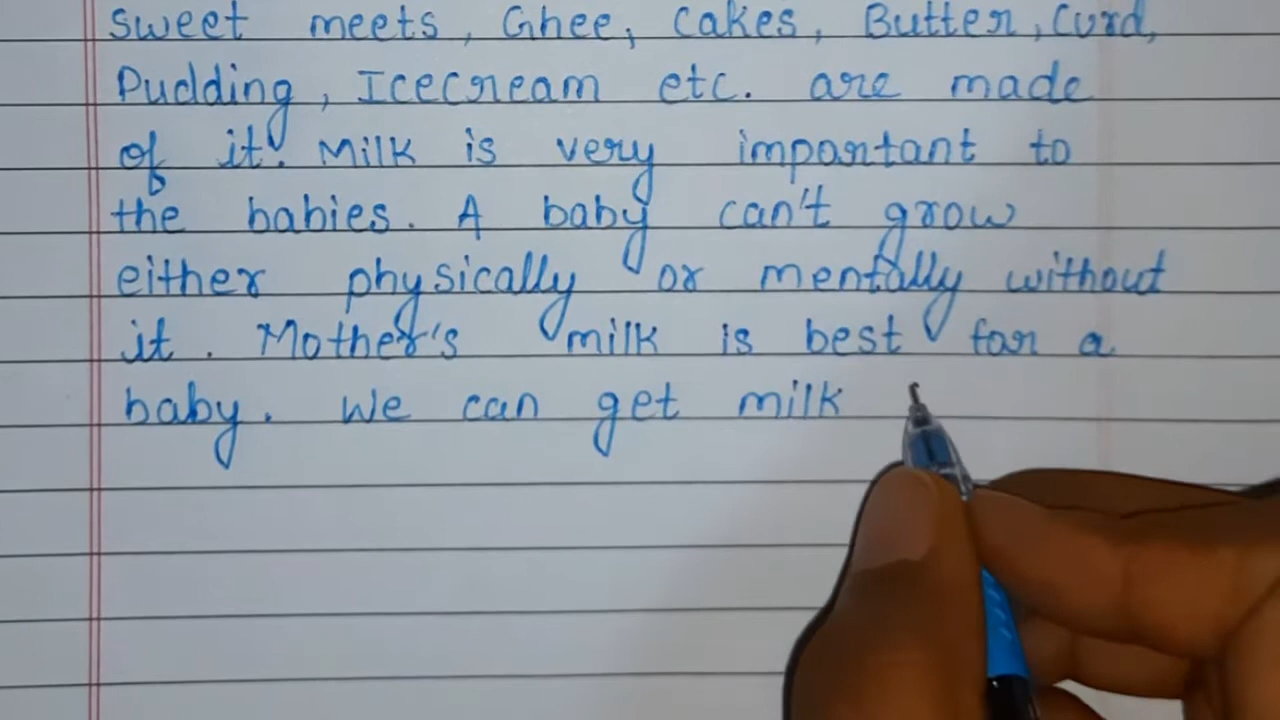 Sweet meets, Ghee, Cakes, Butter, Curd,
Pudding, Icecream etc. are made
of it. Milk is very important to
the babies. A baby can't grow
either physically or mentally without
it. Mother's milk is best for a
baby. We can get milk